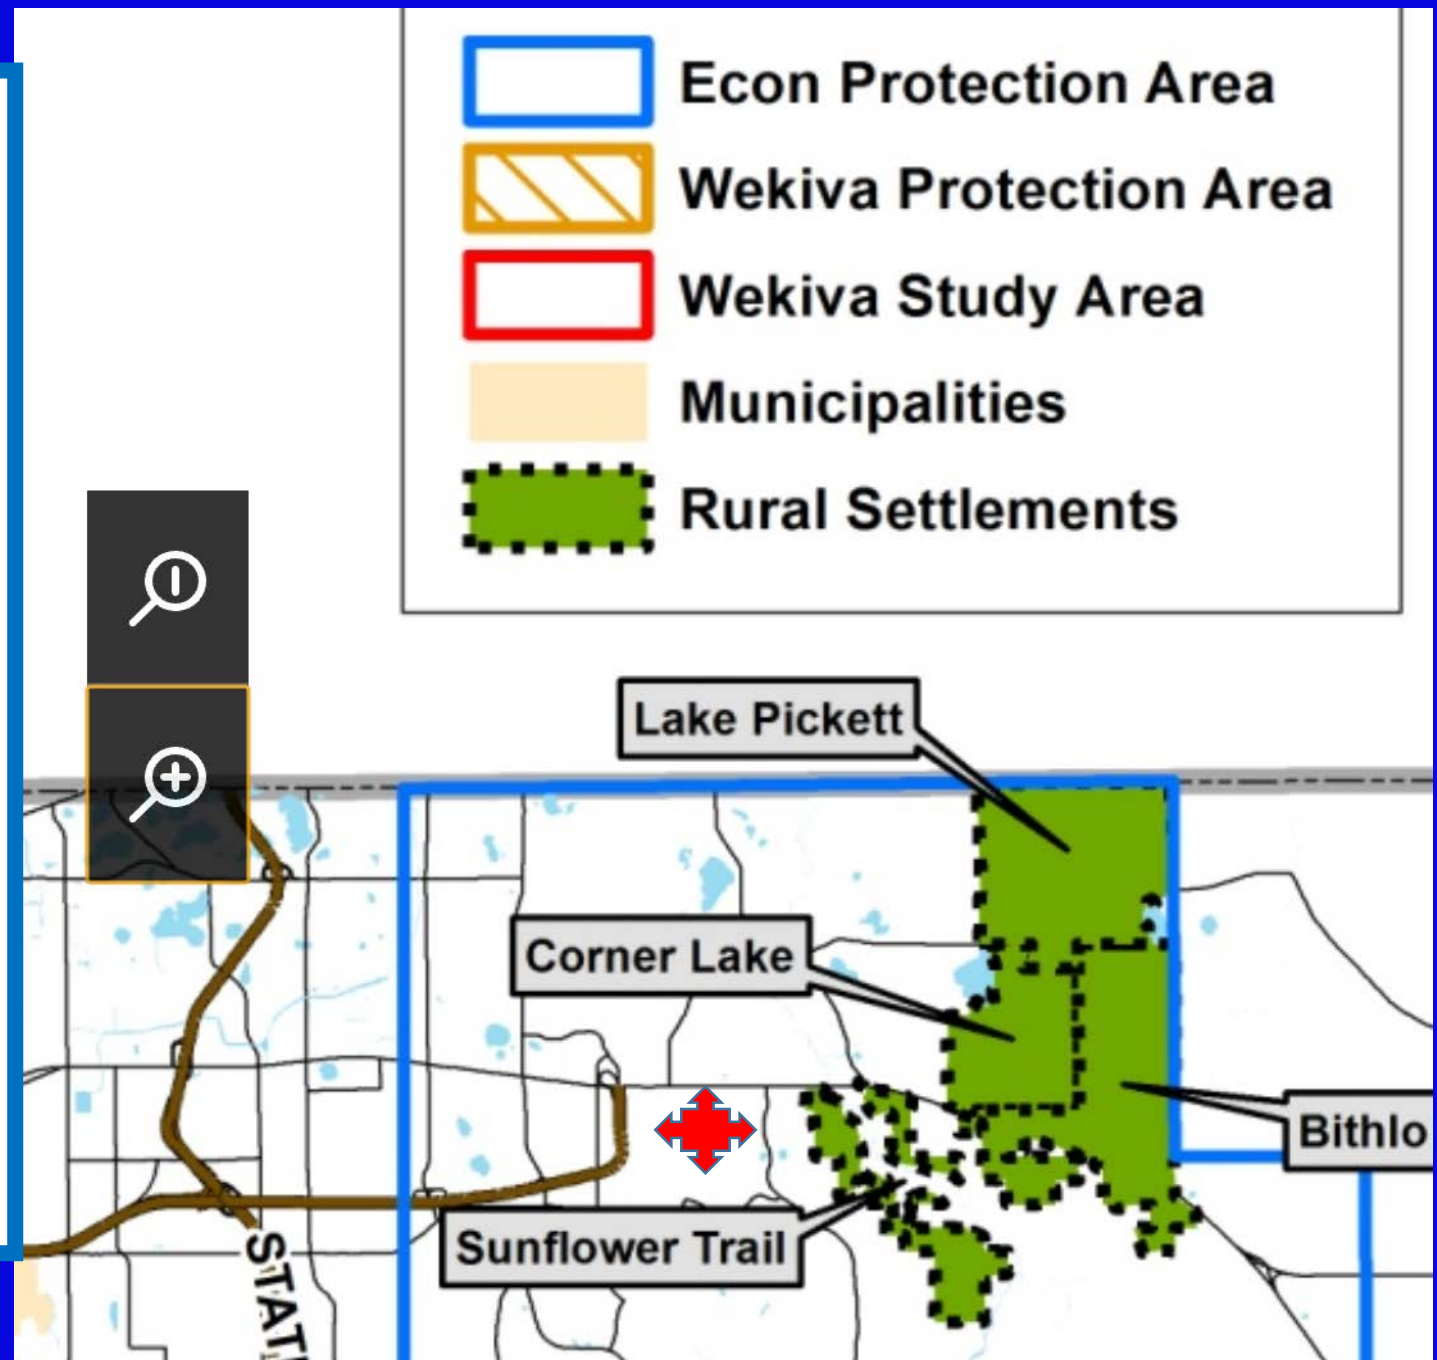 Econ Protection Area
Wekiva Protection Area
Wekiva Study Area
Municipalities
Rural Settlements
Lake Pickett
Corner Lake
Bithlo
Sunflower Trail
STAT